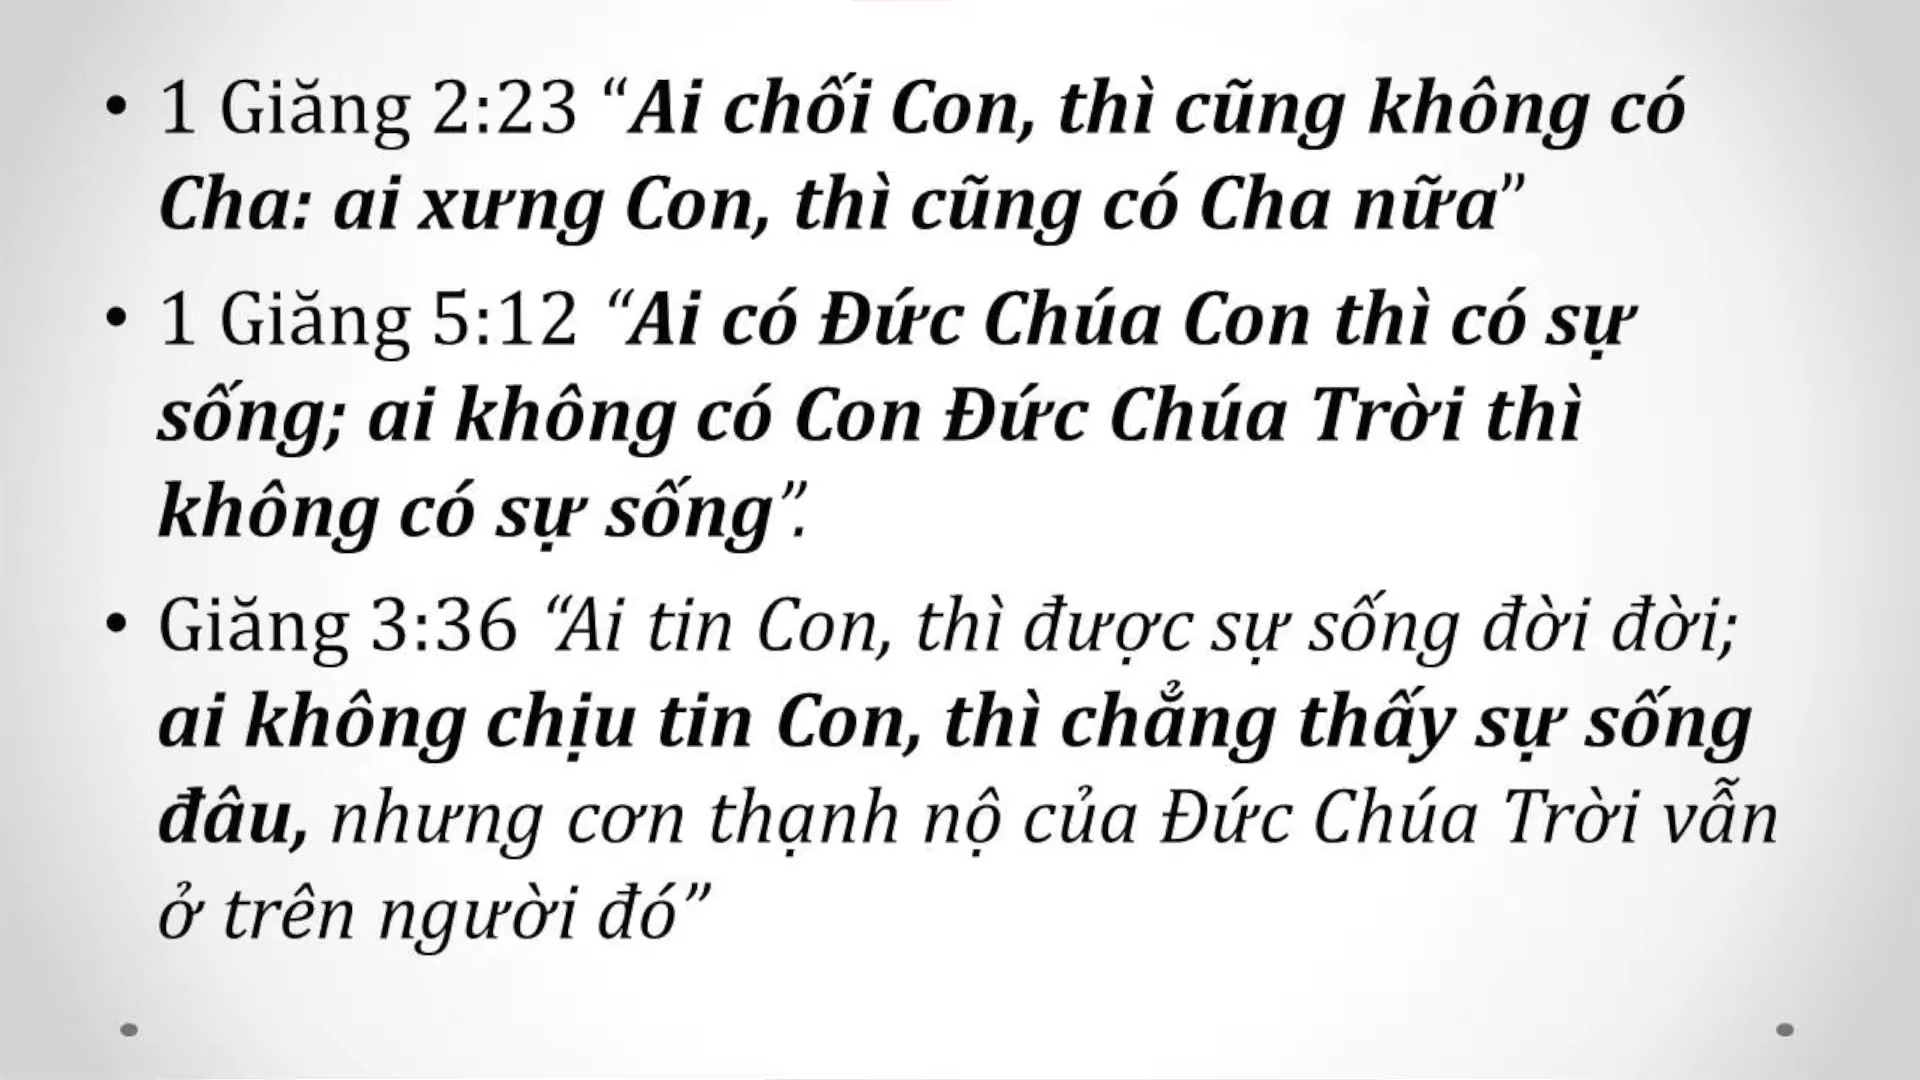 • 1 Giăng 2:23 “Ai chối Con, thì cũng không có
Cha: ai xưng Con, thì cũng có Cha nữa”
• 1 Giăng 5:12 “Ai có Đức Chúa Con thì có sự
sống; ai không có Con Đức Chúa Trời thì
không có sự sống”.
• Giăng 3:36 “Ai tin Con, thì được sự sống đời đời;
ai không chịu tin Con, thì chẳng thấy sự sống
đâu, nhưng cơn thạnh nộ của Đức Chúa Trời vẫn
ở trên người đó”